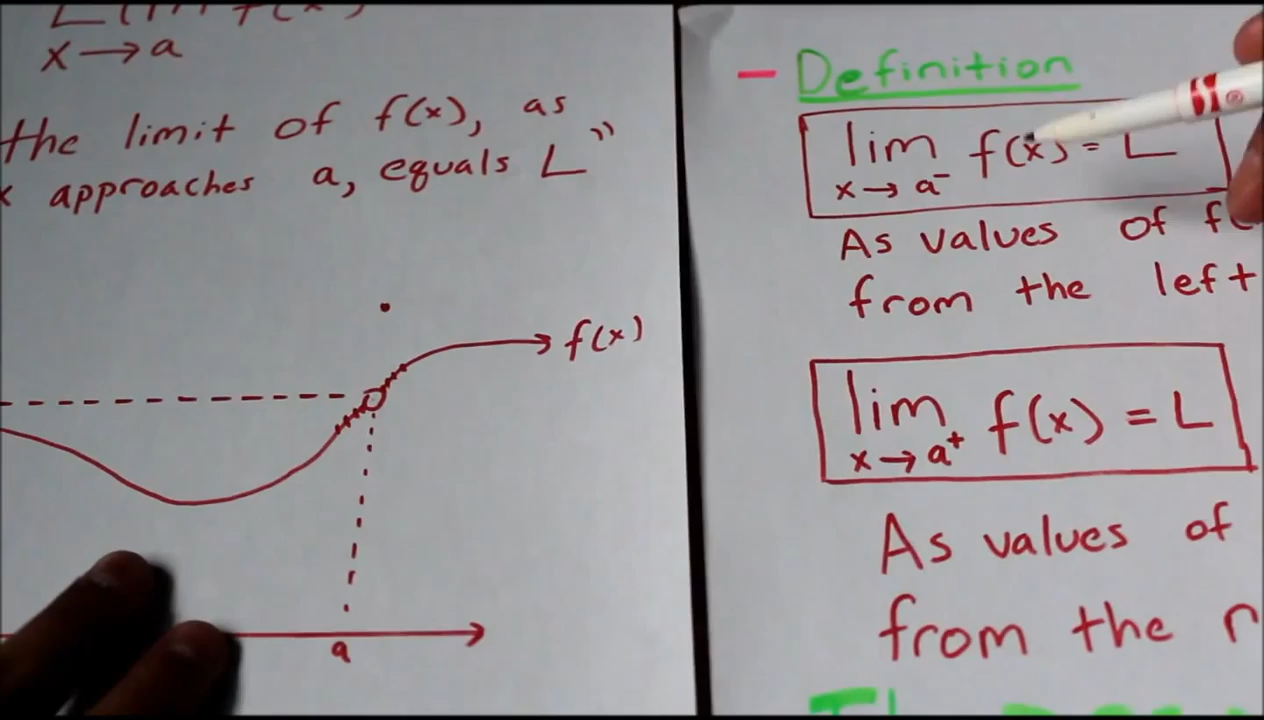 Lim f(x)
x → a
the limit of f(x), as
x approaches a, equals L"
f(x)
a
- Definition
lim f(x) = L
x → a⁻
As values of f(
from the left
lim f(x) = L
x → a⁺
As values of
from the r